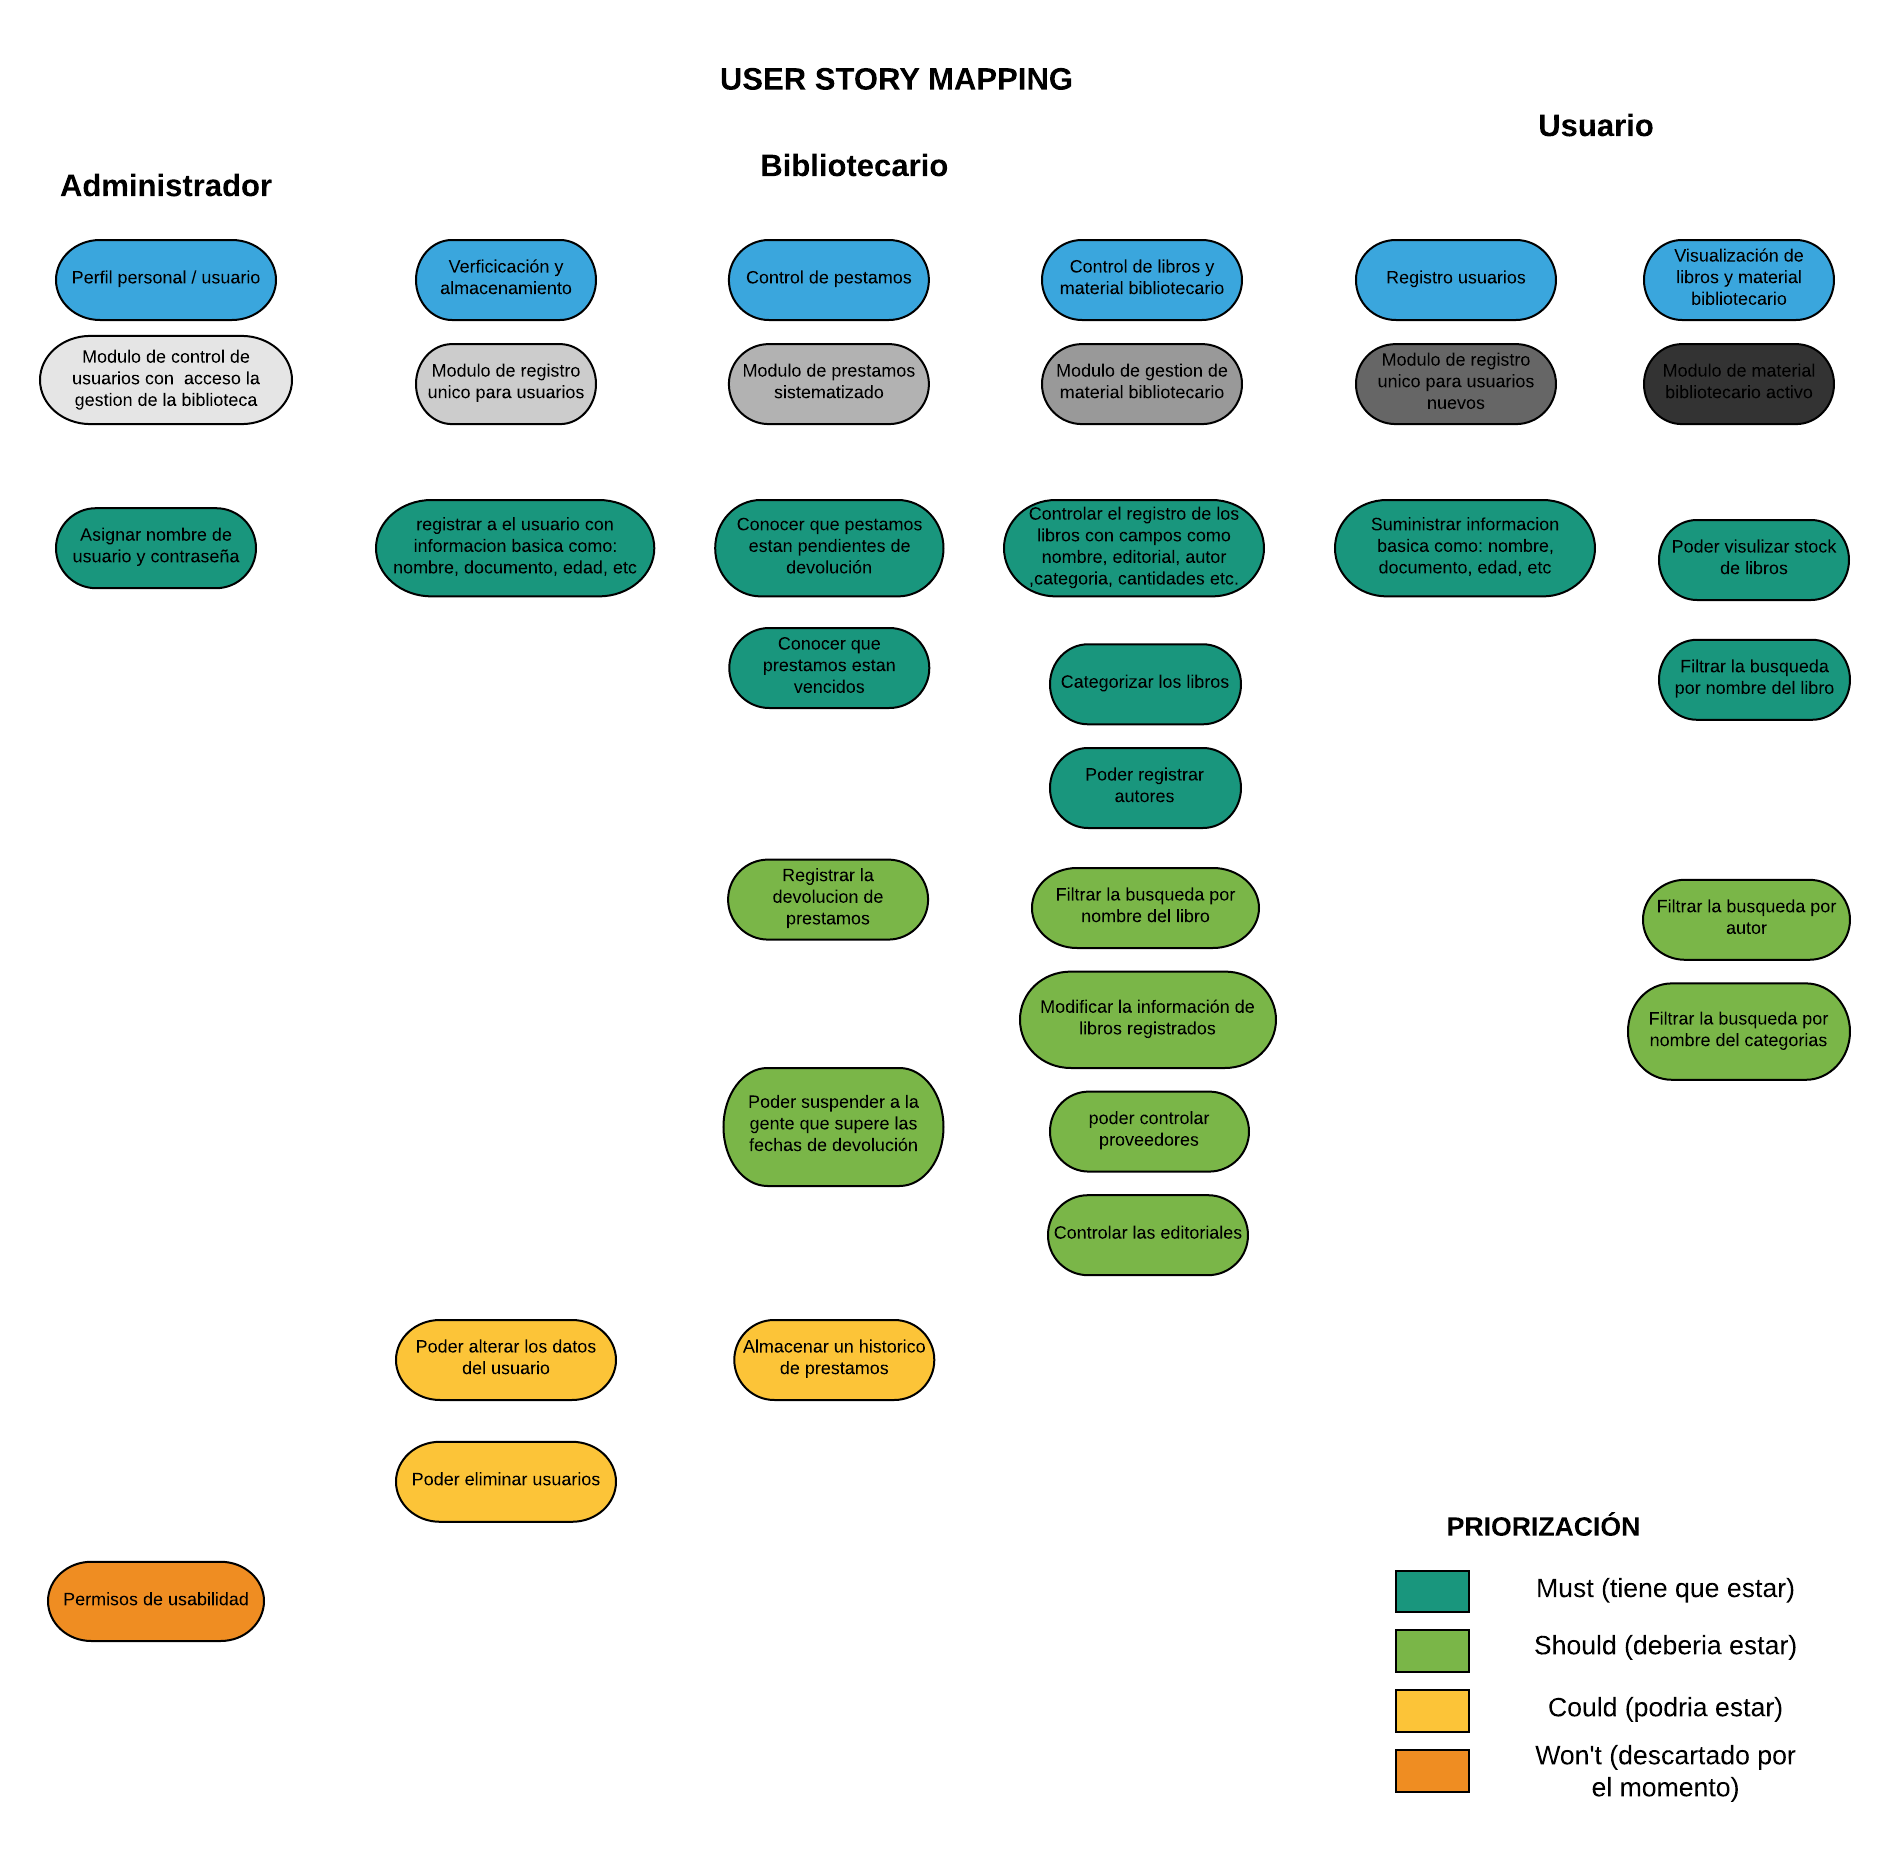 USER STORY MAPPING
Usuario
Bibliotecario
Administrador
Perfil personal / usuario
Verficicación y
almacenamiento
Control de pestamos
Control de libros y
material bibliotecario
Registro usuarios
Visualización de
libros y material
bibliotecario
Modulo de control de
usuarios con  acceso la
gestion de la biblioteca
Modulo de registro
unico para usuarios
Modulo de prestamos
sistematizado
Modulo de gestion de
material bibliotecario
Modulo de registro
unico para usuarios
nuevos
Modulo de material
bibliotecario activo
Asignar nombre de
usuario y contraseña
registrar a el usuario con
informacion basica como:
nombre, documento, edad, etc
Conocer que pestamos
estan pendientes de
devolución
Controlar el registro de los
libros con campos como
nombre, editorial, autor
,categoria, cantidades etc.
Suministrar informacion
basica como: nombre,
documento, edad, etc
Poder visulizar stock
de libros
Conocer que
prestamos estan
vencidos
Categorizar los libros
Filtrar la busqueda
por nombre del libro
Poder registrar
autores
Registrar la
devolucion de
prestamos
Filtrar la busqueda por
nombre del libro
Filtrar la busqueda por
autor
Modificar la información de
libros registrados
Filtrar la busqueda por
nombre del categorias
Poder suspender a la
gente que supere las
fechas de devolución
poder controlar
proveedores
Controlar las editoriales
Poder alterar los datos
del usuario
Almacenar un historico
de prestamos
Poder eliminar usuarios
Permisos de usabilidad
PRIORIZACIÓN
Must (tiene que estar)
Should (deberia estar)
Could (podria estar)
Won't (descartado por
el momento)